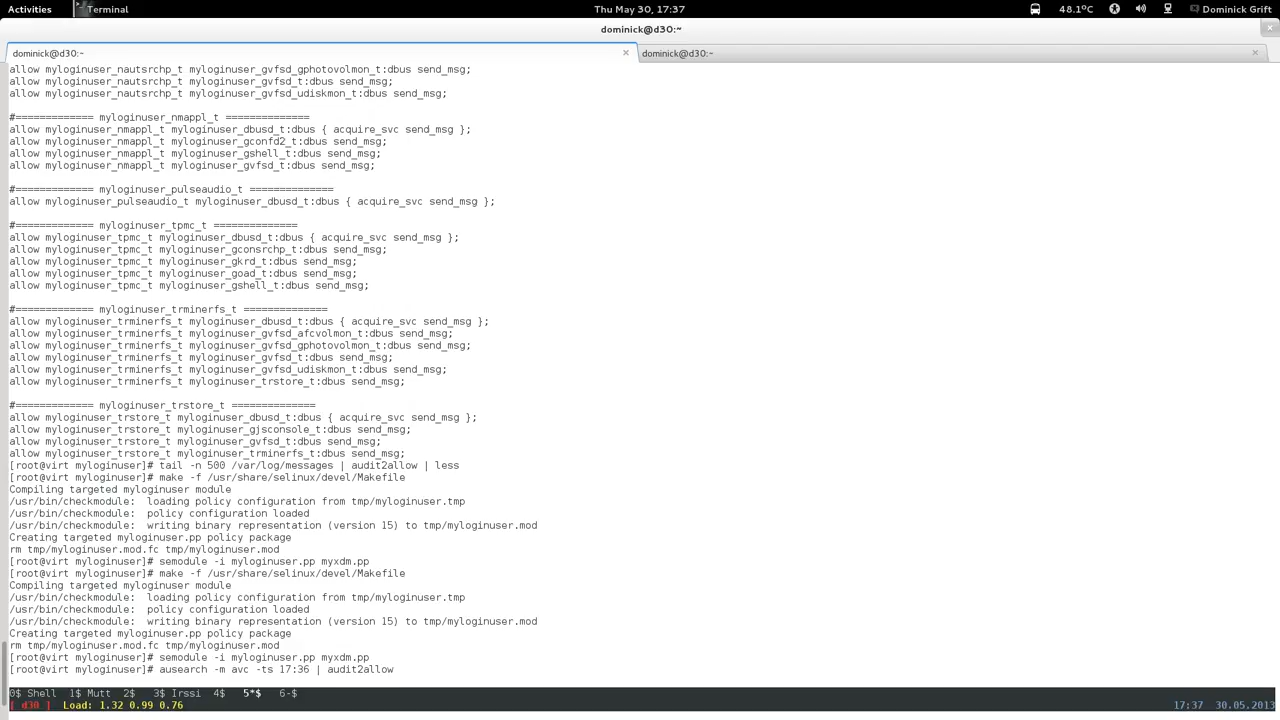 Activities Terminal Thu May 30, 17:37 48.1°C Dominick Grift
dominick@d30:~
dominick@d30:~ dominick@d30:~
allow myloginuser_nautsrchp_t myloginuser_gvfsd_gphotovolmon_t:dbus send_msg;
allow myloginuser_nautsrchp_t myloginuser_gvfsd_t:dbus send_msg;
allow myloginuser_nautsrchp_t myloginuser_gvfsd_udiskmon_t:dbus send_msg;
#============= myloginuser_nmappl_t ==============
allow myloginuser_nmappl_t myloginuser_dbusd_t:dbus { acquire_svc send_msg };
allow myloginuser_nmappl_t myloginuser_gconfd2_t:dbus send_msg;
allow myloginuser_nmappl_t myloginuser_gshell_t:dbus send_msg;
allow myloginuser_nmappl_t myloginuser_gvfsd_t:dbus send_msg;
#============= myloginuser_pulseaudio_t ==============
allow myloginuser_pulseaudio_t myloginuser_dbusd_t:dbus { acquire_svc send_msg };
#============= myloginuser_tpmc_t ==============
allow myloginuser_tpmc_t myloginuser_dbusd_t:dbus { acquire_svc send_msg };
allow myloginuser_tpmc_t myloginuser_gconsrchp_t:dbus send_msg;
allow myloginuser_tpmc_t myloginuser_gkrd_t:dbus send_msg;
allow myloginuser_tpmc_t myloginuser_goad_t:dbus send_msg;
allow myloginuser_tpmc_t myloginuser_gshell_t:dbus send_msg;
#============= myloginuser_trminerfs_t ==============
allow myloginuser_trminerfs_t myloginuser_dbusd_t:dbus { acquire_svc send_msg };
allow myloginuser_trminerfs_t myloginuser_gvfsd_afcvolmon_t:dbus send_msg;
allow myloginuser_trminerfs_t myloginuser_gvfsd_gphotovolmon_t:dbus send_msg;
allow myloginuser_trminerfs_t myloginuser_gvfsd_t:dbus send_msg;
allow myloginuser_trminerfs_t myloginuser_gvfsd_udiskmon_t:dbus send_msg;
allow myloginuser_trminerfs_t myloginuser_trstore_t:dbus send_msg;
#============= myloginuser_trstore_t ==============
allow myloginuser_trstore_t myloginuser_dbusd_t:dbus { acquire_svc send_msg };
allow myloginuser_trstore_t myloginuser_gjsconsole_t:dbus send_msg;
allow myloginuser_trstore_t myloginuser_gvfsd_t:dbus send_msg;
allow myloginuser_trstore_t myloginuser_trminerfs_t:dbus send_msg;
[root@virt myloginuser]# tail -n 500 /var/log/messages | audit2allow | less
[root@virt myloginuser]# make -f /usr/share/selinux/devel/Makefile
Compiling targeted myloginuser module
/usr/bin/checkmodule:  loading policy configuration from tmp/myloginuser.tmp
/usr/bin/checkmodule:  policy configuration loaded
/usr/bin/checkmodule:  writing binary representation (version 15) to tmp/myloginuser.mod
Creating targeted myloginuser.pp policy package
rm tmp/myloginuser.mod.fc tmp/myloginuser.mod
[root@virt myloginuser]# semodule -i myloginuser.pp myxdm.pp
[root@virt myloginuser]# make -f /usr/share/selinux/devel/Makefile
Compiling targeted myloginuser module
/usr/bin/checkmodule:  loading policy configuration from tmp/myloginuser.tmp
/usr/bin/checkmodule:  policy configuration loaded
/usr/bin/checkmodule:  writing binary representation (version 15) to tmp/myloginuser.mod
Creating targeted myloginuser.pp policy package
rm tmp/myloginuser.mod.fc tmp/myloginuser.mod
[root@virt myloginuser]# semodule -i myloginuser.pp myxdm.pp
[root@virt myloginuser]# ausearch -m avc -ts 17:36 | audit2allow
0$ Shell  1$ Mutt  2$  3$ Irssi  4$  5*$  6-$
[ d30 ]  Load: 1.32 0.99 0.76 17:37  30.05.2013